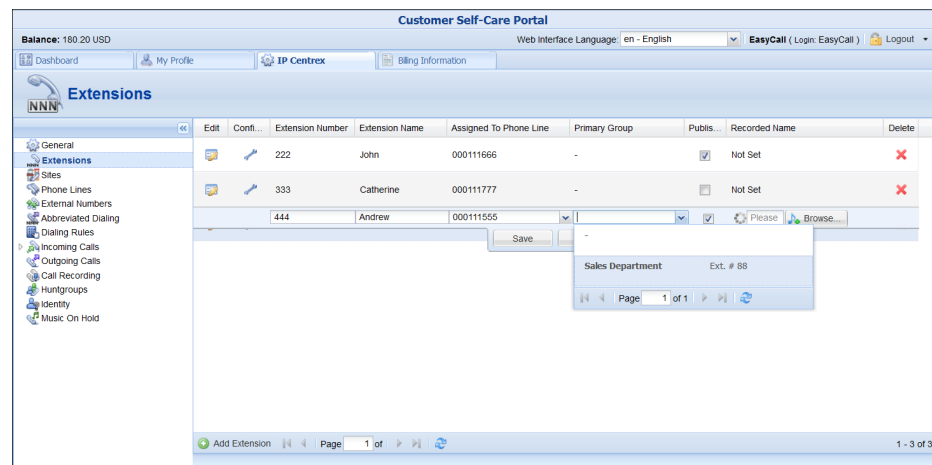 Customer Self-Care Portal
Balance: 180.20 USD
Web Interface Language: en - English
EasyCall ( Login: EasyCall )
Logout
Dashboard
My Profile
IP Centrex
Billing Information
NNN
Extensions
General
Extensions
Sites
Phone Lines
External Numbers
Abbreviated Dialing
Dialing Rules
Incoming Calls
Outgoing Calls
Call Recording
Huntgroups
Identity
Music On Hold
Edit Confi... Extension Number Extension Name Assigned To Phone Line Primary Group Publis... Recorded Name Delete
222 John 000111666 - Not Set
333 Catherine 000111777 - Not Set
444 Andrew 000111555 Please Browse...
Save
-
Sales Department Ext. # 88
Page 1 of 1
Add Extension Page 1 of 1 - 3 of 3